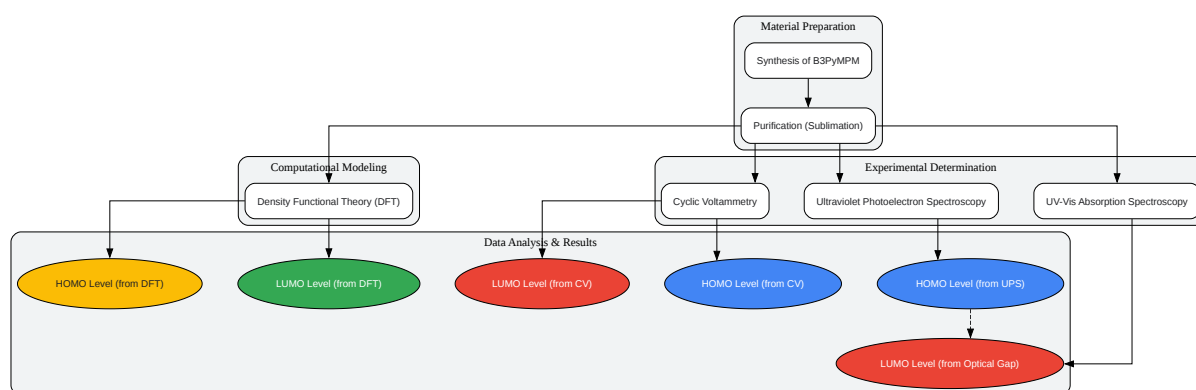 Material Preparation
Synthesis of B3PyMPM
Purification (Sublimation)
Computational Modeling
Experimental Determination
Density Functional Theory (DFT)
Cyclic Voltammetry
Ultraviolet Photoelectron Spectroscopy
UV-Vis Absorption Spectroscopy
Data Analysis & Results
HOMO Level (from DFT)
LUMO Level (from DFT)
LUMO Level (from CV)
HOMO Level (from CV)
HOMO Level (from UPS)
LUMO Level (from Optical Gap)